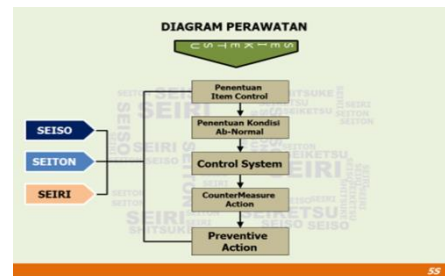 DIAGRAM PERAWATAN
SEIKETSU
Penentuan
Item Control
Penentuan Kondisi
Ab-Normal
Control System
CounterMeasure
Action
Preventive
Action
SEISO
SEITON
SEIRI
5S